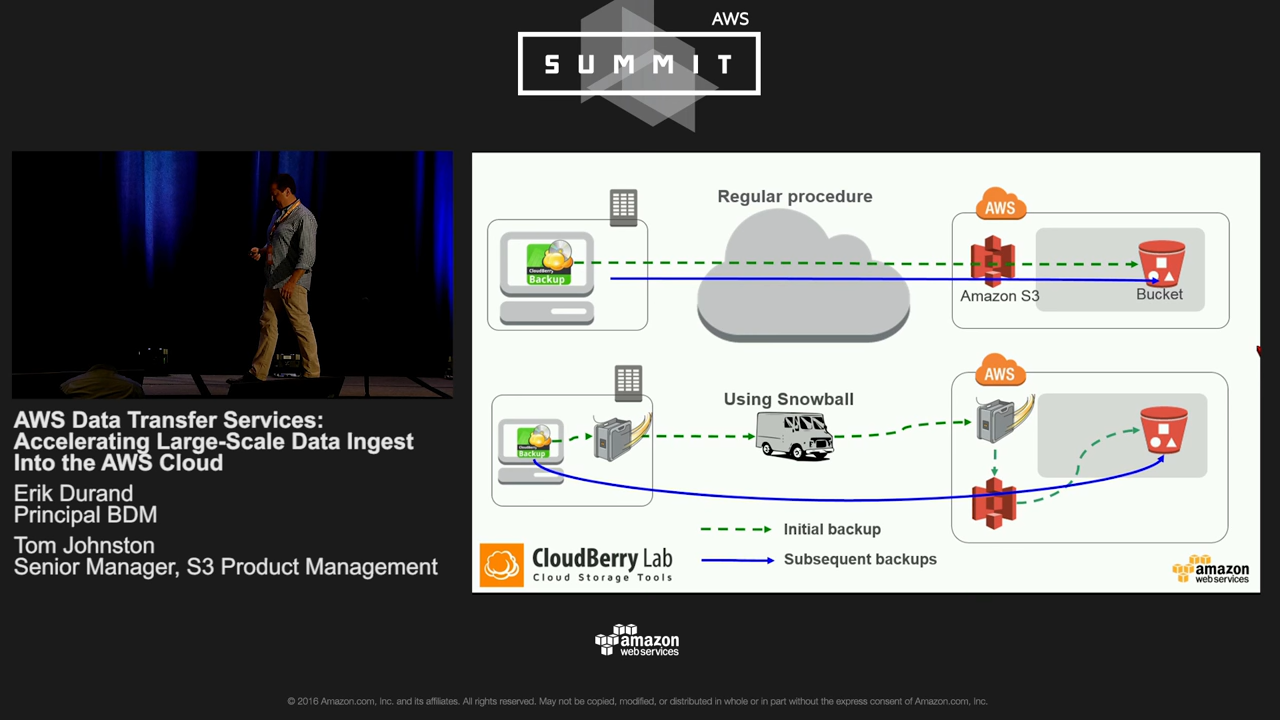 AWS
SUMMIT
AWS Data Transfer Services:
Accelerating Large-Scale Data Ingest
Into the AWS Cloud
Erik Durand
Principal BDM
Tom Johnston
Senior Manager, S3 Product Management
Regular procedure
AWS
CloudBerry
Backup
Amazon S3
Bucket
Using Snowball
AWS
CloudBerry
Backup
Initial backup
Subsequent backups
CloudBerry Lab
Cloud Storage Tools
amazon
web services
amazon
web services
© 2016 Amazon.com, Inc. and its affiliates. All rights reserved. May not be copied, modified, or distributed in whole or in part without the express consent of Amazon.com, Inc.